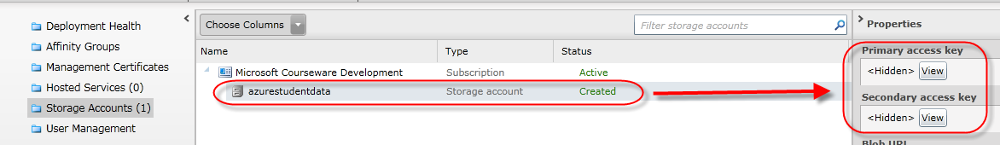 Deployment Health
Affinity Groups
Management Certificates
Hosted Services (0)
Storage Accounts (1)
User Management
Choose Columns
Filter storage accounts
Name Type Status
Microsoft Courseware Development Subscription Active
azurestudentdata Storage account Created
Properties
Primary access key
<Hidden> View
Secondary access key
<Hidden> View
Blob URL